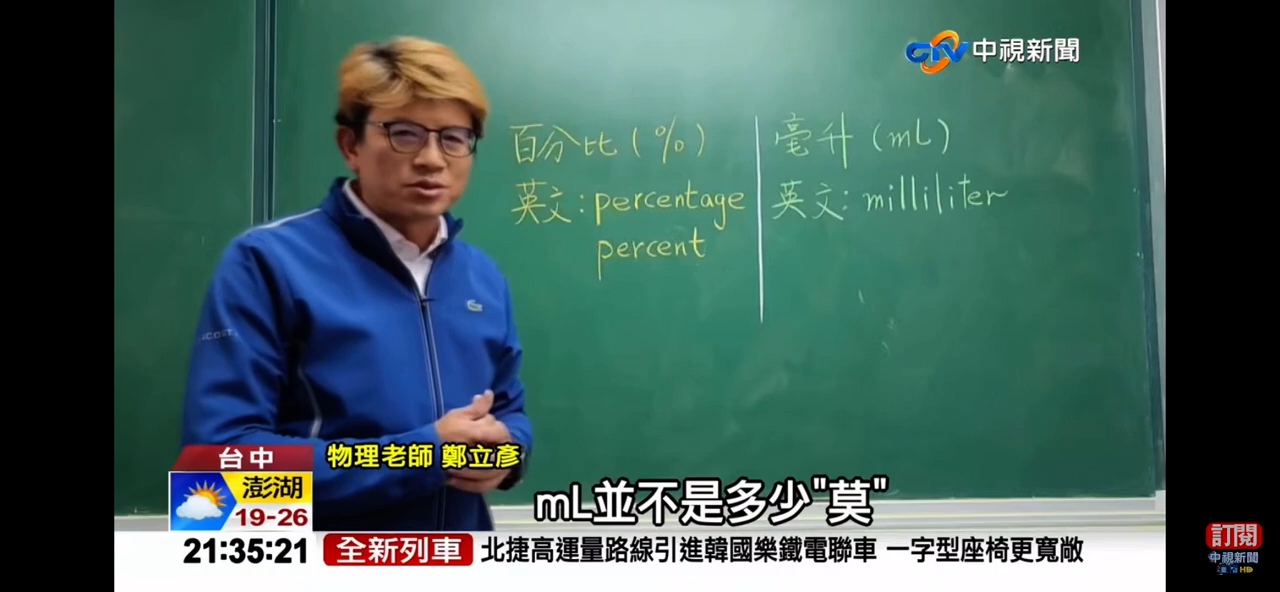 CTV 中視新聞
百分比(%)
英文:percentage
percent
毫升(mL)
英文:milliliter
台中
物理老師 鄭立彥
澎湖
19-26
mL並不是多少"莫"
21:35:21 全新列車 北捷高運量路線引進韓國樂鐵電聯車 一字型座椅更寬敞
訂閱
中視新聞
HD